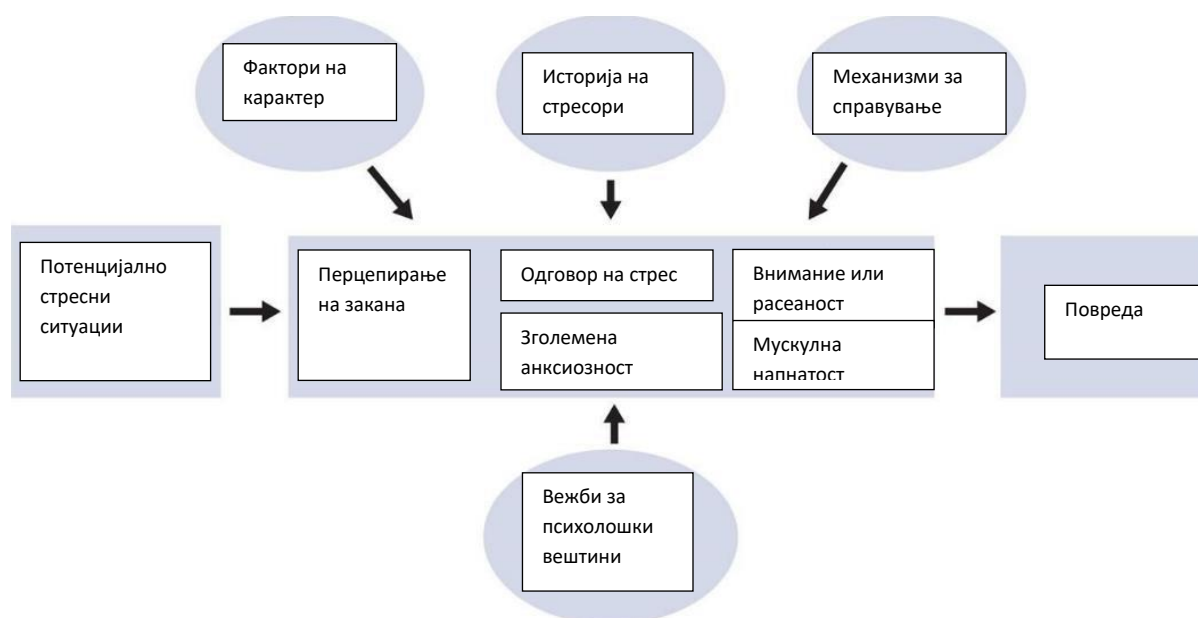 Фактори на
карактер
Историја на
стресори
Механизми за
справување
Потенцијално
стресни
ситуации
Перцепирање
на закана
Одговор на стрес
Зголемена
анксиозност
Внимание или
расеаност
Мускулна
напнатост
Повреда
Вежби за
психолошки
вештини